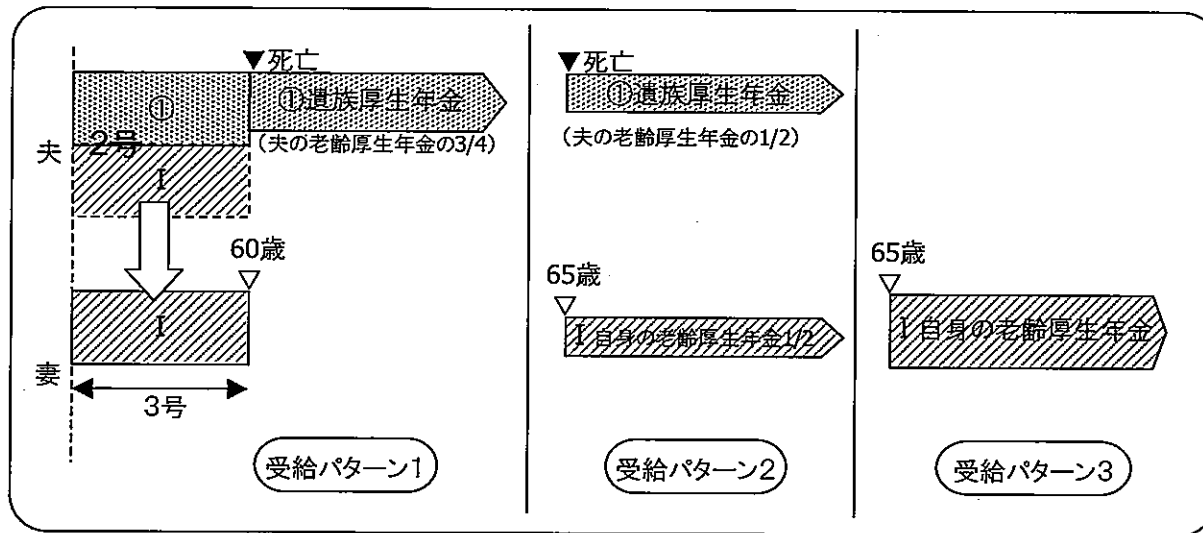 ▼死亡
①
①遺族厚生年金
(夫の老齢厚生年金の3/4)
夫
2号
I
60歳
I
妻
3号
受給パターン1
▼死亡
①遺族厚生年金
(夫の老齢厚生年金の1/2)
65歳
I 自身の老齢厚生年金1/2
受給パターン2
65歳
I 自身の老齢厚生年金
受給パターン3